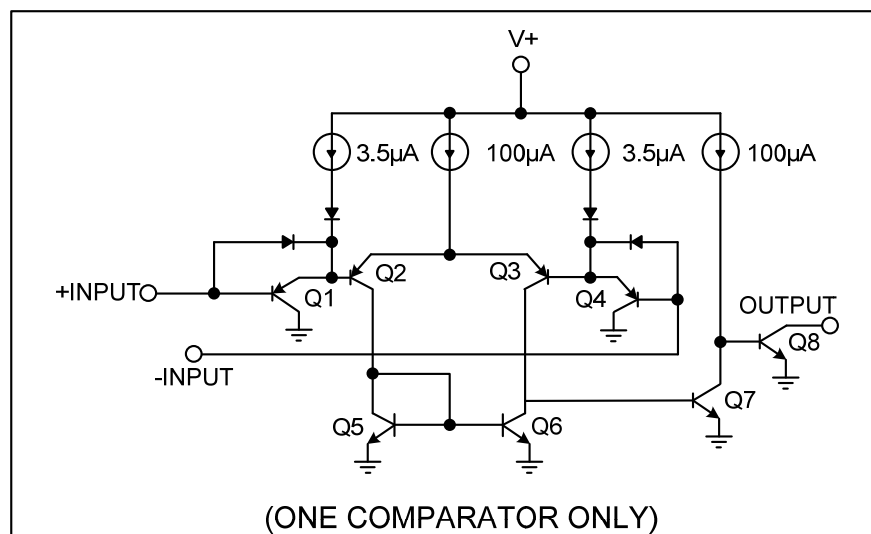 V+
3.5µA
100µA
3.5µA
100µA
Q2
Q3
+INPUT
Q1
Q4
OUTPUT
Q8
-INPUT
Q7
Q5
Q6
(ONE COMPARATOR ONLY)